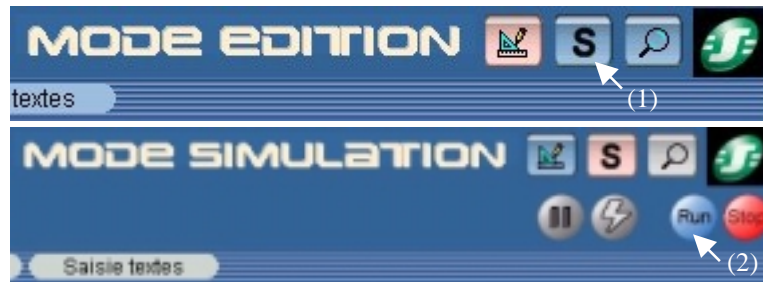 MODE EDITION S
(1)
textes
MODE SIMULATION S
Run Stop
Saisie textes
(2)